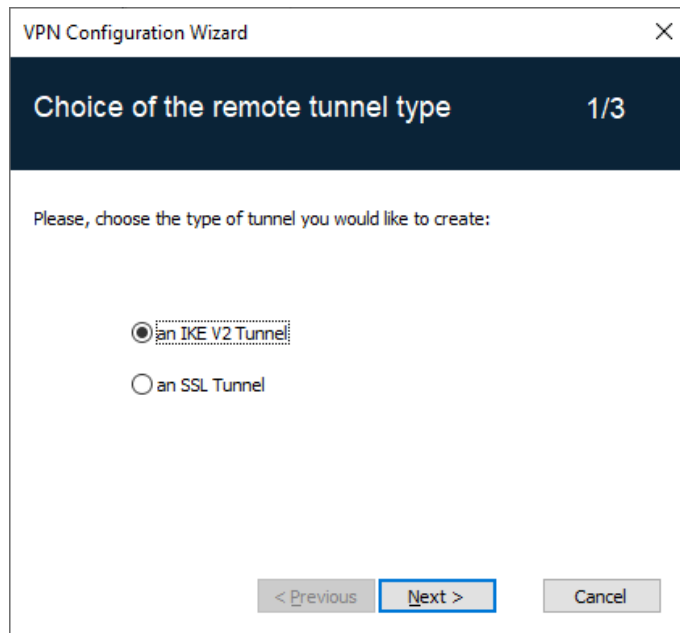 VPN Configuration Wizard
Choice of the remote tunnel type 1/3
Please, choose the type of tunnel you would like to create:
an IKE V2 Tunnel
an SSL Tunnel
< Previous Next > Cancel